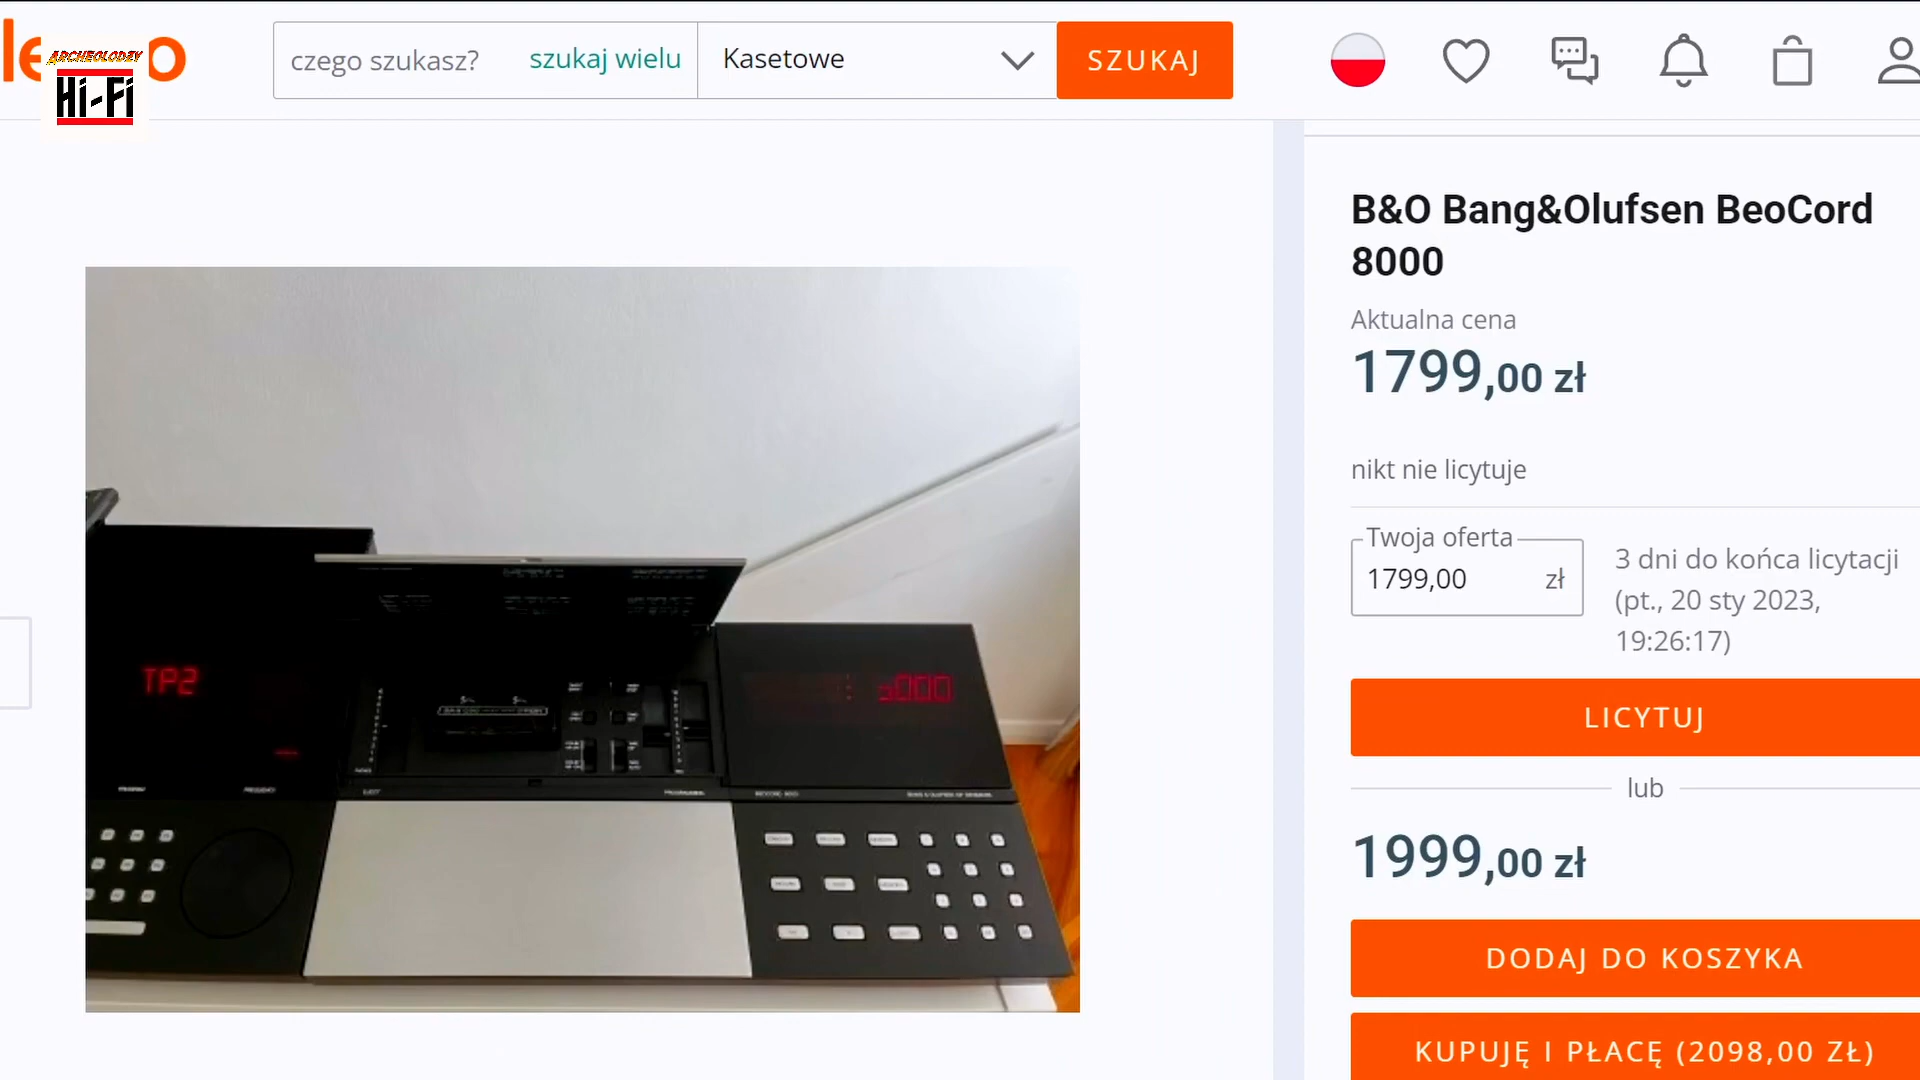 le o
ARCHEOLODZY
Hi-Fi
czego szukasz?
szukaj wielu
Kasetowe
SZUKAJ
B&O Bang&Olufsen BeoCord
8000
Aktualna cena
1799,00 zł
nikt nie licytuje
Twoja oferta
1799,00 zł
3 dni do końca licytacji
(pt., 20 sty 2023,
19:26:17)
LICYTUJ
lub
1999,00 zł
DODAJ DO KOSZYKA
KUPUJĘ I PŁACĘ (2098,00 ZŁ)
TP2